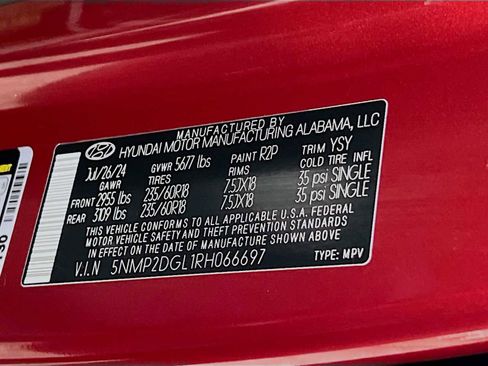 MANUFACTURED BY
HYUNDAI MOTOR MANUFACTURING ALABAMA, LLC
Jul/26/24 GVWR 5677 lbs PAINT R2P TRIM YSY
GAWR TIRES RIMS COLD TIRE INFL
FRONT 2955 lbs 235/60R18 7.5JX18 35 psi SINGLE
REAR 3109 lbs 235/60R18 7.5JX18 35 psi SINGLE
THIS VEHICLE CONFORMS TO ALL APPLICABLE U.S.A. FEDERAL
MOTOR VEHICLE SAFETY AND THEFT PREVENTION STANDARDS
IN EFFECT ON THE DATE OF MANUFACTURE SHOWN ABOVE.
V.I.N 5NMP2DGL1RH066697 TYPE: MPV